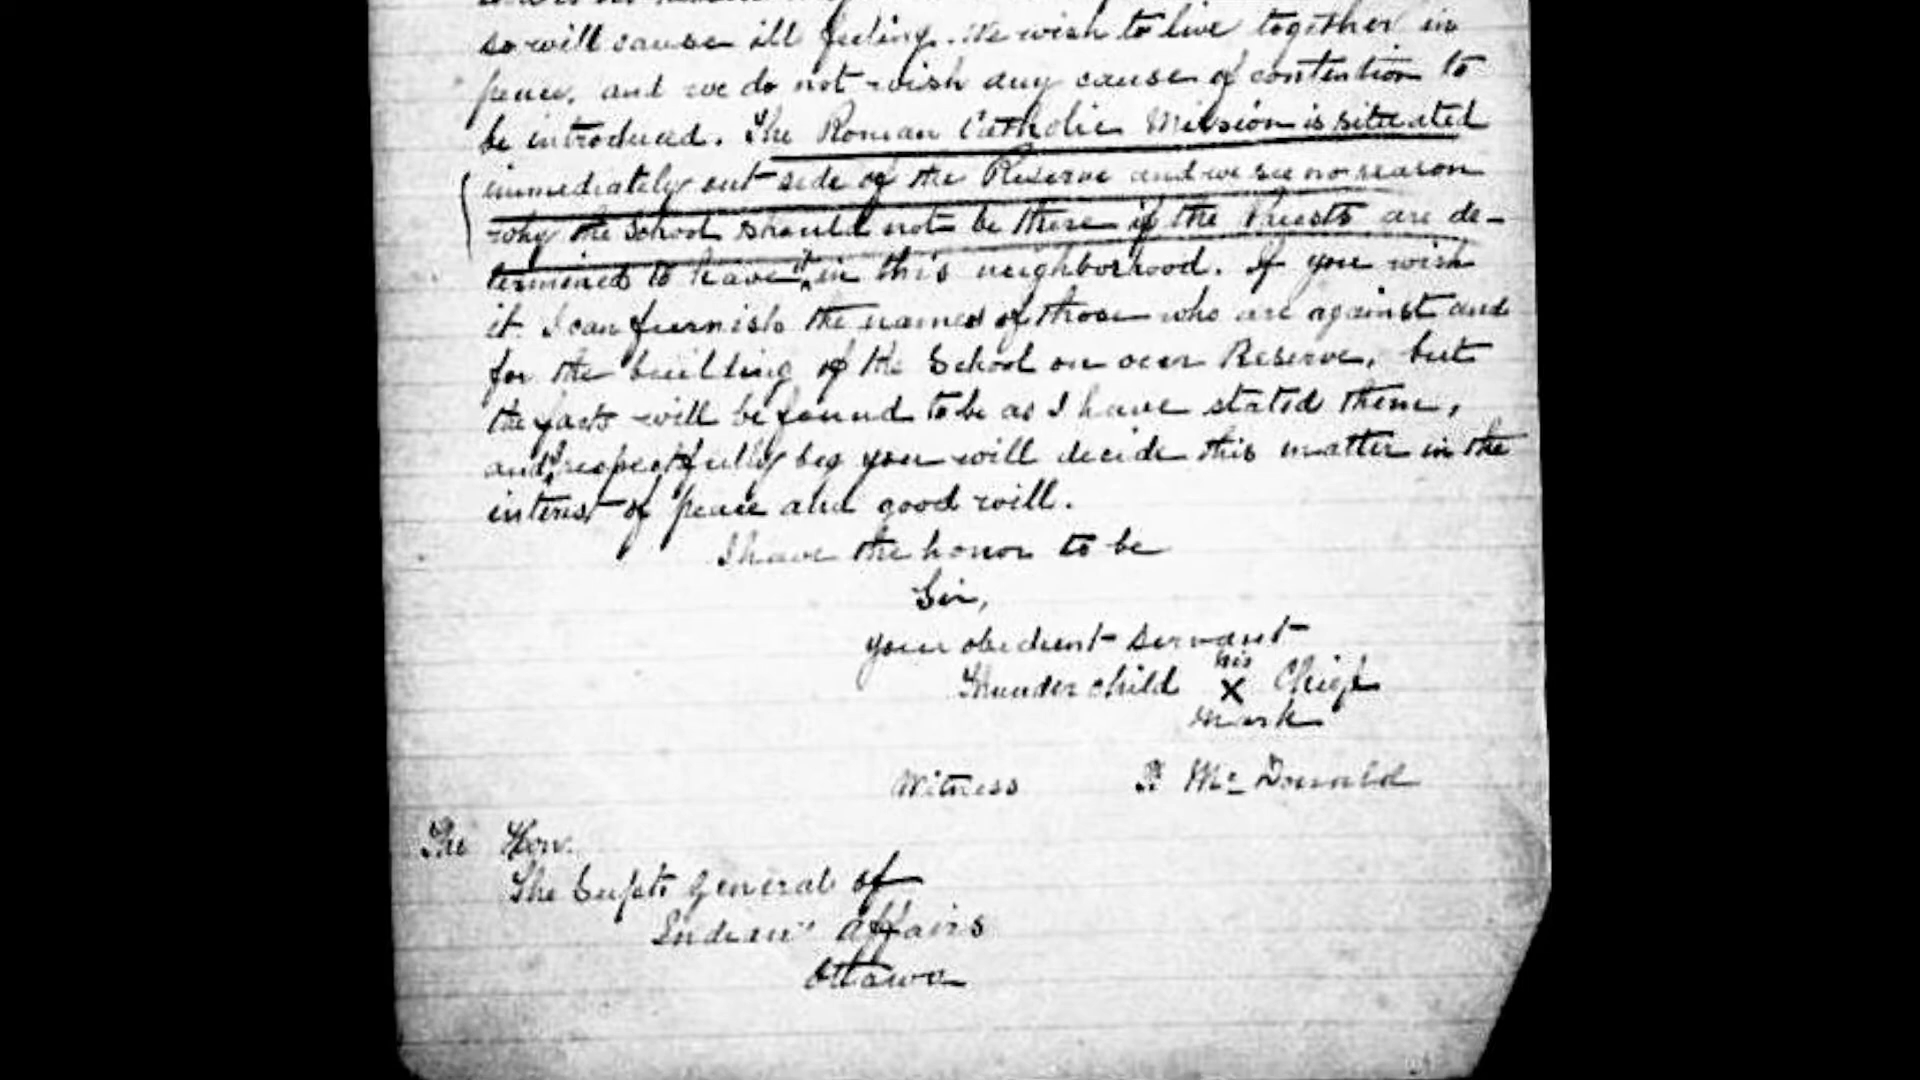 so will cause ill feeling. We wish to live together in
peace, and we do not wish any cause of contention to
be introduced. The Roman Catholic Mission is situated
immediately out-side of the Reserve and we see no reason
why the School should not be there if the Priests are de-
termined to have it in this neighborhood. If you wish
it I can furnish the names of those who are against and
for the building of the School on our Reserve, but
the facts will be found to be as I have stated them,
and I respectfully beg you will decide this matter in the
interest of peace and good will.
I have the honor to be
Sir,
your obedient servant
his
Thunderchild X Chief
mark
Witness McDonald
The Hon.
The Supt. General of
Indian Affairs
Ottawa